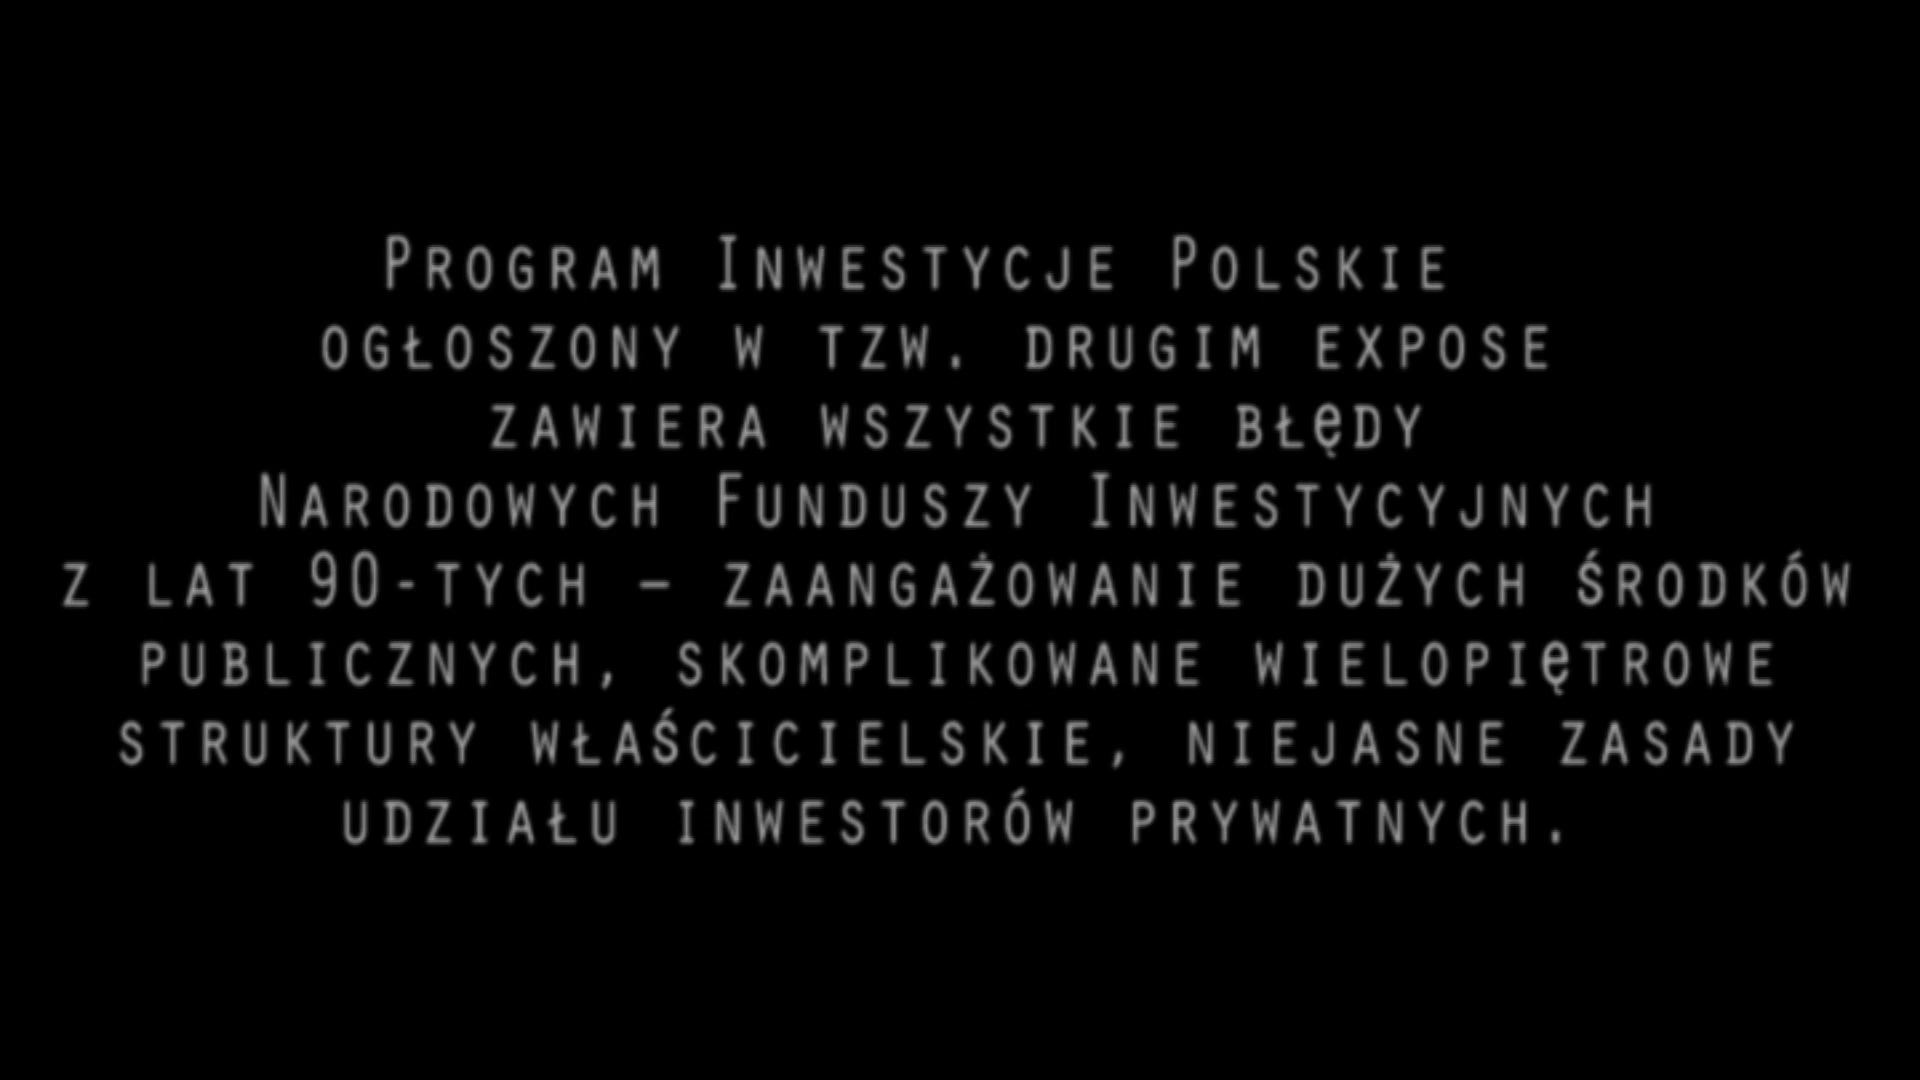 Program Inwestycje Polskie
ogłoszony w tzw. drugim expose
zawiera wszystkie błędy
Narodowych Funduszy Inwestycyjnych
z lat 90-tych – zaangażowanie dużych środków
publicznych, skomplikowane wielopiętrowe
struktury właścicielskie, niejasne zasady
udziału inwestorów prywatnych.